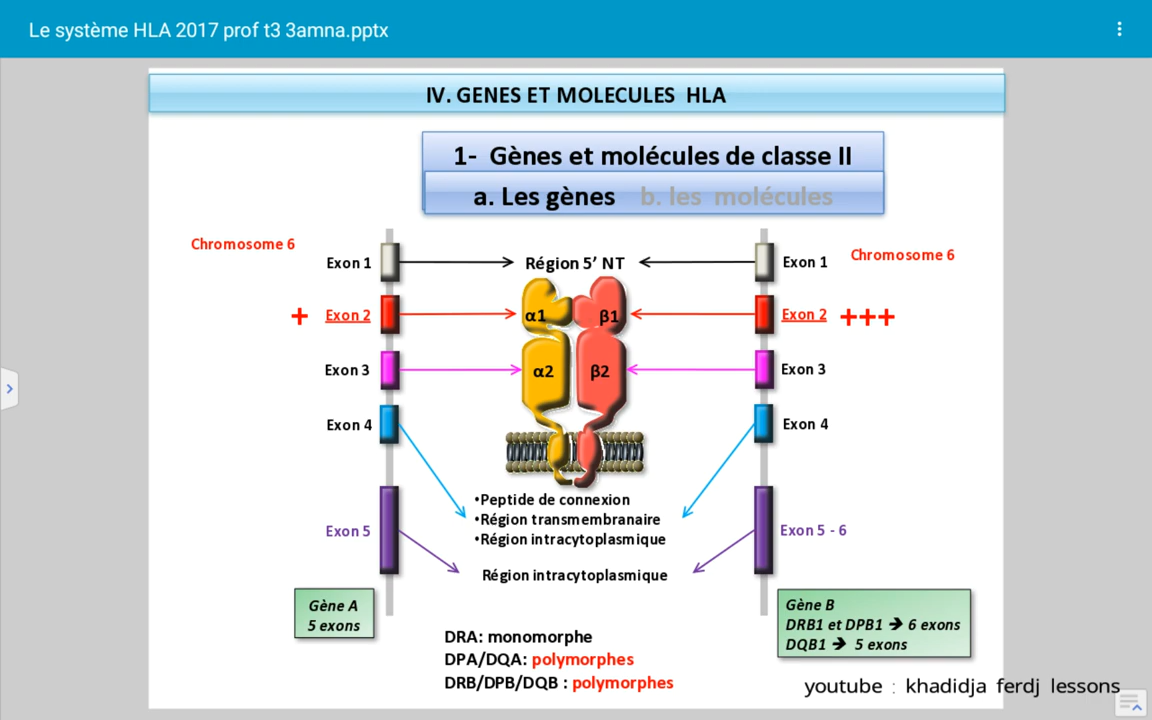 Le système HLA 2017 prof t3 3amna.pptx
IV. GENES ET MOLECULES HLA
1- Gènes et molécules de classe II
a. Les gènes b. les molécules
Chromosome 6
Chromosome 6
Exon 1
Région 5’ NT
Exon 1
+ Exon 2
α1
β1
Exon 2 +++
Exon 3
α2
β2
Exon 3
Exon 4
Exon 4
•Peptide de connexion
•Région transmembranaire
•Région intracytoplasmique
Exon 5
Exon 5 - 6
Région intracytoplasmique
Gène A
5 exons
Gène B
DRB1 et DPB1 ➔ 6 exons
DQB1 ➔ 5 exons
DRA: monomorphe
DPA/DQA: polymorphes
DRB/DPB/DQB : polymorphes
youtube : khadidja ferdj lessons